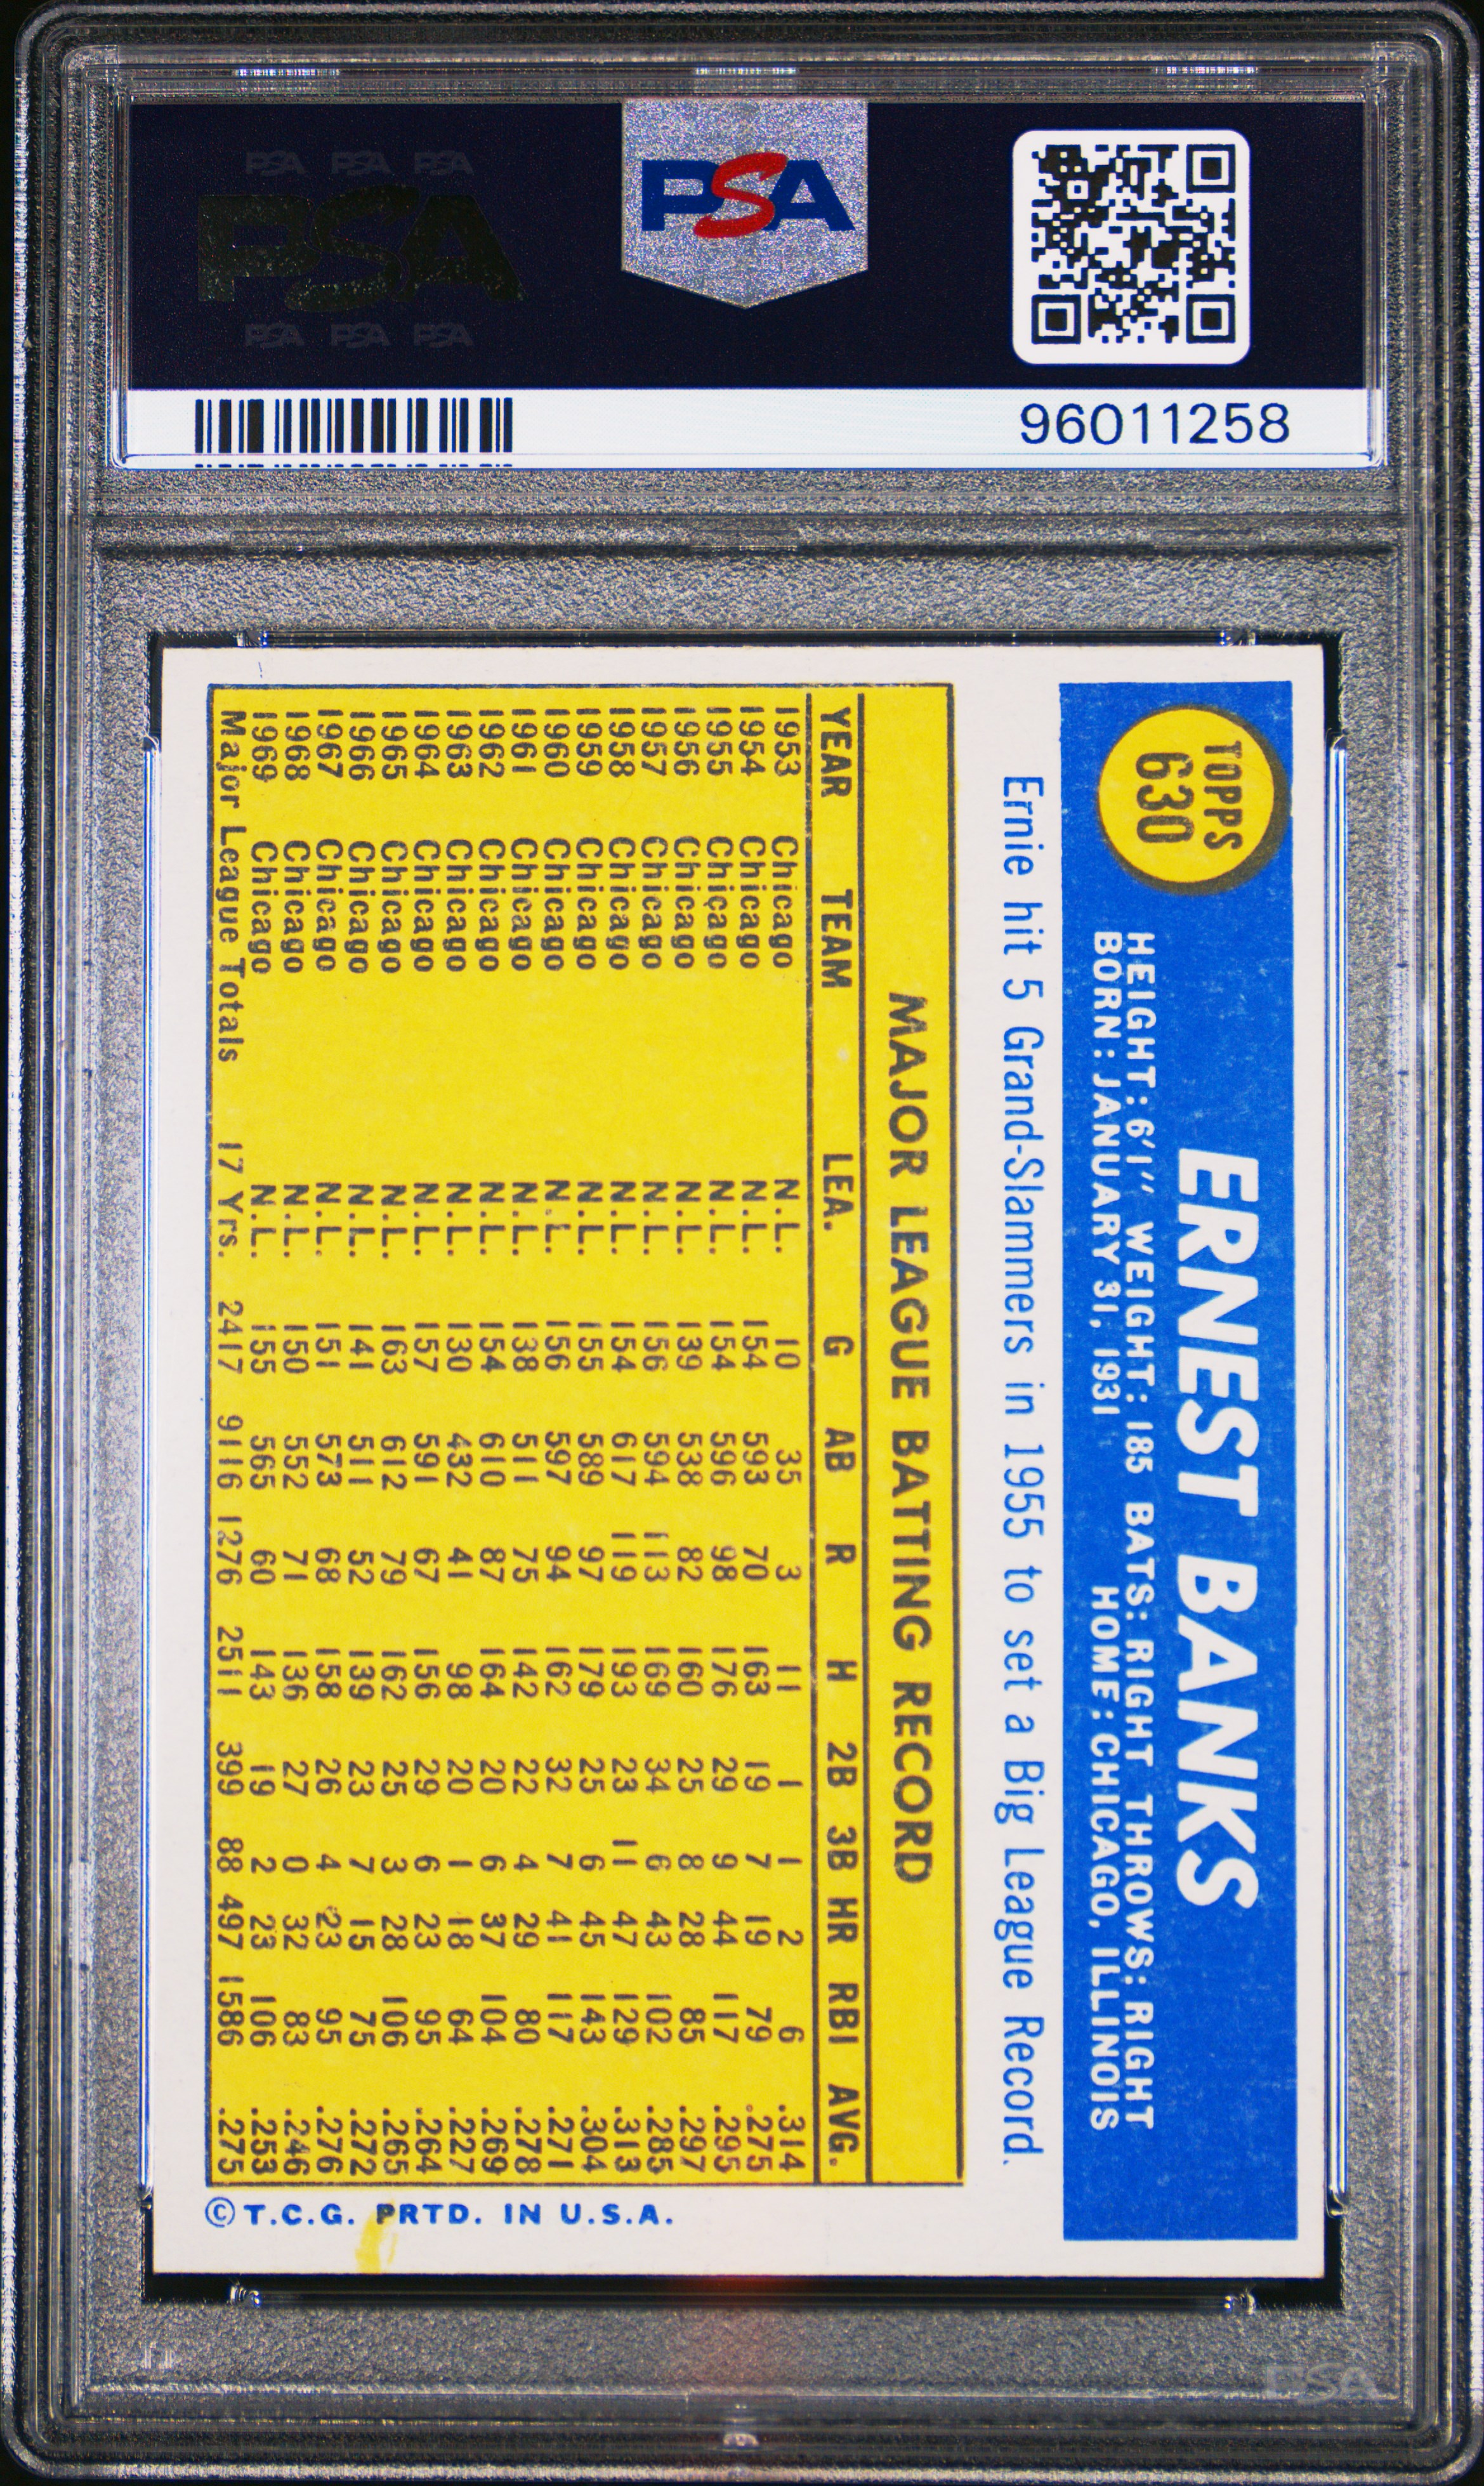 PSA PSA PSA
PSA
PSA PSA PSA
PSA
96011258
TOPPS
630
ERNEST BANKS
HEIGHT: 6'1" WEIGHT: 185 BATS: RIGHT THROWS: RIGHT
BORN: JANUARY 31, 1931 HOME: CHICAGO, ILLINOIS
Ernie hit 5 Grand-Slammers in 1955 to set a Big League Record.
MAJOR LEAGUE BATTING RECORD
YEAR TEAM LEA. G AB R H 2B 3B HR RBI AVG.
1953 Chicago N.L. 10 35 3 11 1 1 2 6 .314
1954 Chicago N.L. 154 593 70 163 19 7 19 79 .275
1955 Chicago N.L. 154 596 98 176 29 9 44 117 .295
1956 Chicago N.L. 139 538 82 160 25 8 28 85 .297
1957 Chicago N.L. 156 594 113 169 34 6 43 102 .285
1958 Chicago N.L. 154 617 119 193 23 11 47 129 .313
1959 Chicago N.L. 155 589 97 179 25 6 45 143 .304
1960 Chicago N.L. 156 597 94 162 32 7 41 117 .271
1961 Chicago N.L. 138 511 75 142 22 4 29 80 .278
1962 Chicago N.L. 154 610 87 164 20 6 37 104 .269
1963 Chicago N.L. 130 432 41 98 20 1 18 64 .227
1964 Chicago N.L. 157 591 67 156 29 6 23 95 .264
1965 Chicago N.L. 163 612 79 162 25 3 28 106 .265
1966 Chicago N.L. 141 511 52 139 23 7 15 75 .272
1967 Chicago N.L. 151 573 68 158 26 4 23 95 .276
1968 Chicago N.L. 150 552 71 136 27 0 32 83 .246
1969 Chicago N.L. 155 565 60 143 19 2 23 106 .253
Major League Totals 17 Yrs. 2417 9116 1276 2511 399 88 497 1586 .275
© T.C.G. PRTD. IN U.S.A.
PSA